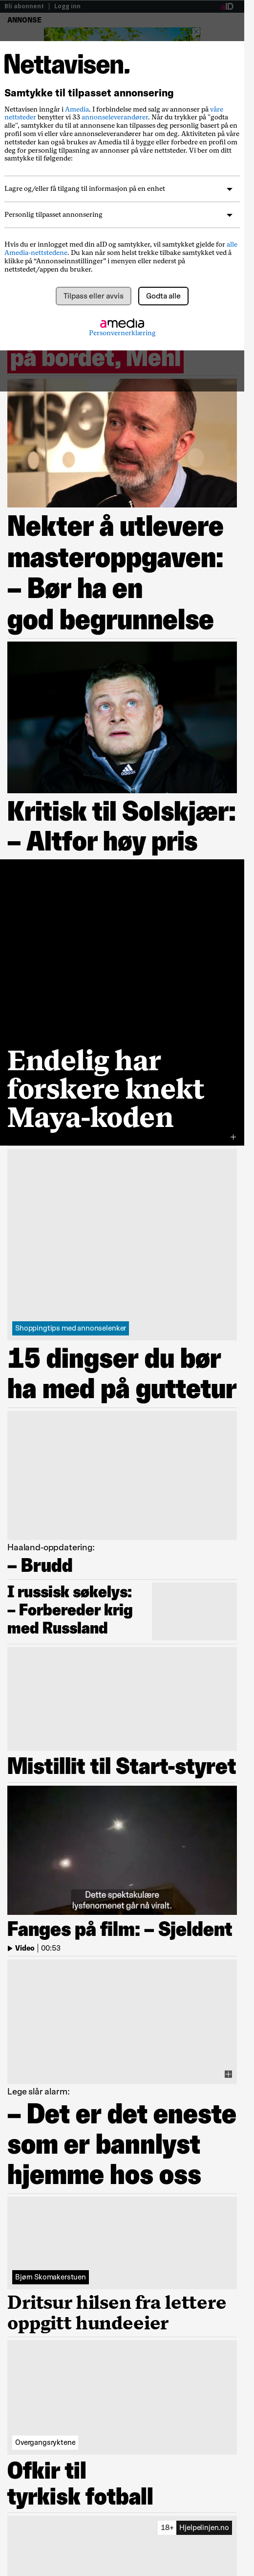 Bli abonnent | Logg inn
aID
ANNONSE
Nettavisen.
Samtykke til tilpasset annonsering
Nettavisen inngår i Amedia. I forbindelse med salg av annonser på våre
nettsteder benytter vi 33 annonseleverandører. Når du trykker på "godta
alle", samtykker du til at annonsene kan tilpasses deg personlig basert på en
profil som vi eller våre annonseleverandører har om deg. Aktiviteten på våre
nettsteder kan også brukes av Amedia til å bygge eller forbedre en profil om
deg for personlig tilpasning av annonser på våre nettsteder. Vi ber om ditt
samtykke til følgende:
Lagre og/eller få tilgang til informasjon på en enhet
Personlig tilpasset annonsering
Hvis du er innlogget med din aID og samtykker, vil samtykket gjelde for alle
Amedia-nettstedene. Du kan når som helst trekke tilbake samtykket ved å
klikke på "Annonseinnstillinger" i menyen eller nederst på
nettstedet/appen du bruker.
Tilpass eller avvis
Godta alle
amedia
Personvernerklæring
på bordet, Mehl
Nekter å utlevere
masteroppgaven:
– Bør ha en
god begrunnelse
Kritisk til Solskjær:
– Altfor høy pris
Endelig har
forskere knekt
Maya-koden
Shoppingtips med annonselenker
15 dingser du bør
ha med på guttetur
Haaland-oppdatering:
– Brudd
I russisk søkelys:
– Forbereder krig
med Russland
Mistillit til Start-styret
Dette spektakulære
lysfenomenet går nå viralt.
Fanges på film: – Sjeldent
Video | 00:53
Lege slår alarm:
– Det er det eneste
som er bannlyst
hjemme hos oss
Bjørn Skomakerstuen
Dritsur hilsen fra lettere
oppgitt hundeeier
Overgangsryktene
Ofkir til
tyrkisk fotball
18+ Hjelpelinjen.no